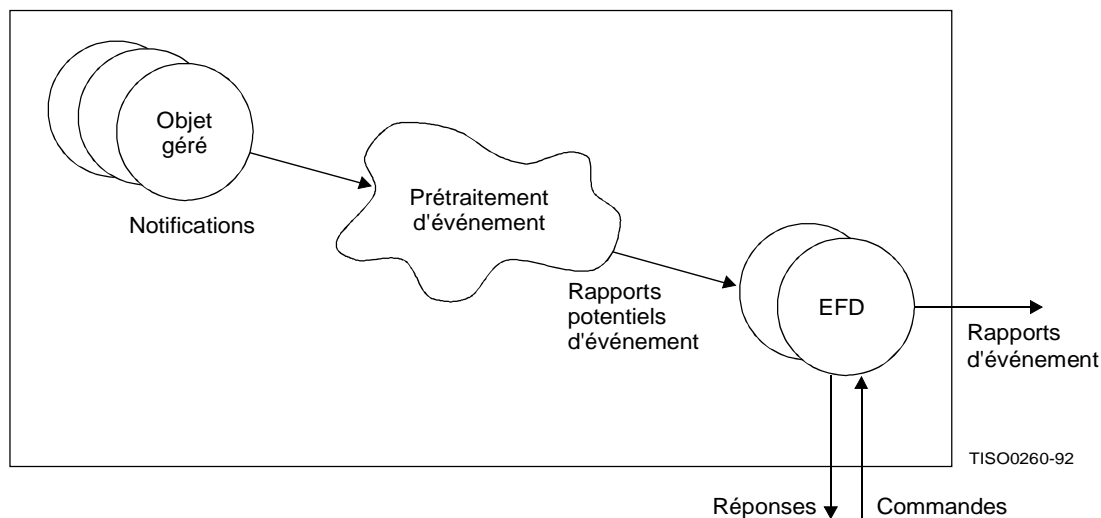 Objet
géré
Notifications
Prétraitement
d'événement
Rapports
potentiels
d'événement
EFD
Rapports
d'événement
TISO0260-92
Réponses
Commandes